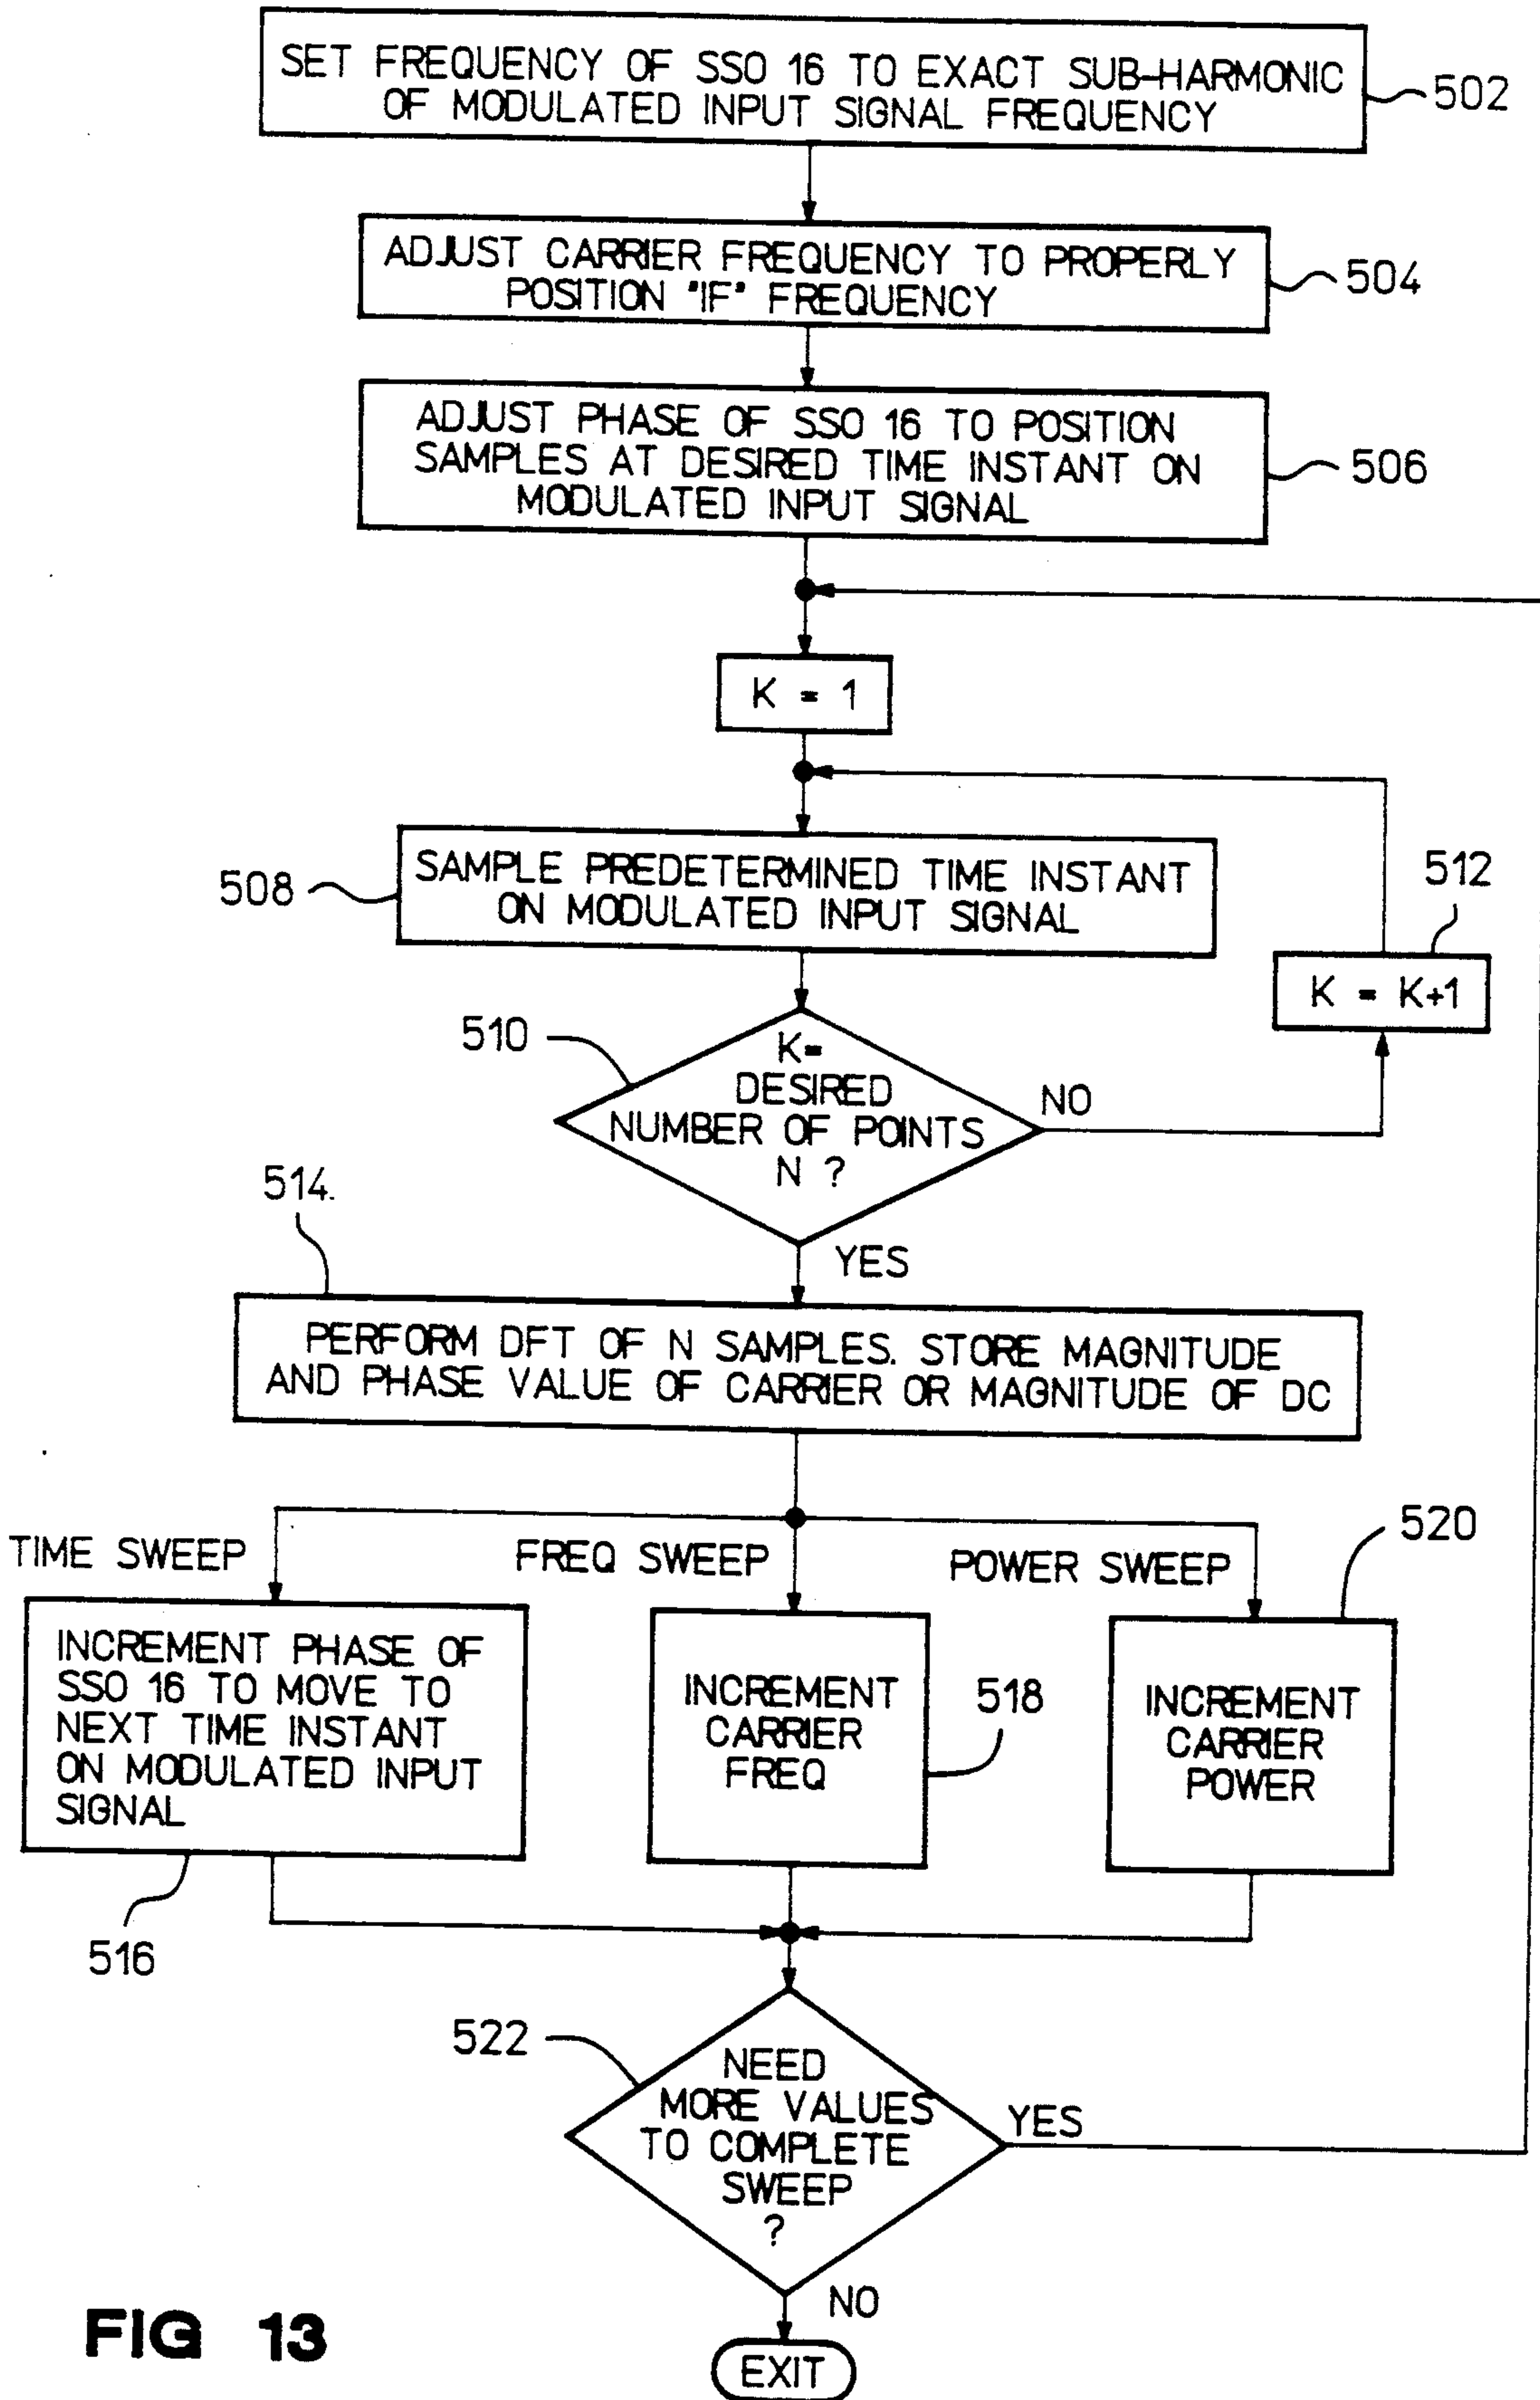 SET FREQUENCY OF SSO 16 TO EXACT SUB-HARMONIC
OF MODULATED INPUT SIGNAL FREQUENCY
502
ADJUST CARRIER FREQUENCY TO PROPERLY
POSITION "IF" FREQUENCY
504
ADJUST PHASE OF SSO 16 TO POSITION
SAMPLES AT DESIRED TIME INSTANT ON
MODULATED INPUT SIGNAL
506
K = 1
508
SAMPLE PREDETERMINED TIME INSTANT
ON MODULATED INPUT SIGNAL
512
K = K+1
510
K=
DESIRED
NUMBER OF POINTS
N ?
NO
YES
514
PERFORM DFT OF N SAMPLES. STORE MAGNITUDE
AND PHASE VALUE OF CARRIER OR MAGNITUDE OF DC
TIME SWEEP
FREQ SWEEP
POWER SWEEP
520
INCREMENT PHASE OF
SSO 16 TO MOVE TO
NEXT TIME INSTANT
ON MODULATED INPUT
SIGNAL
516
INCREMENT
CARRIER
FREQ
518
INCREMENT
CARRIER
POWER
522
NEED
MORE VALUES
TO COMPLETE
SWEEP
?
YES
NO
EXIT
FIG 13